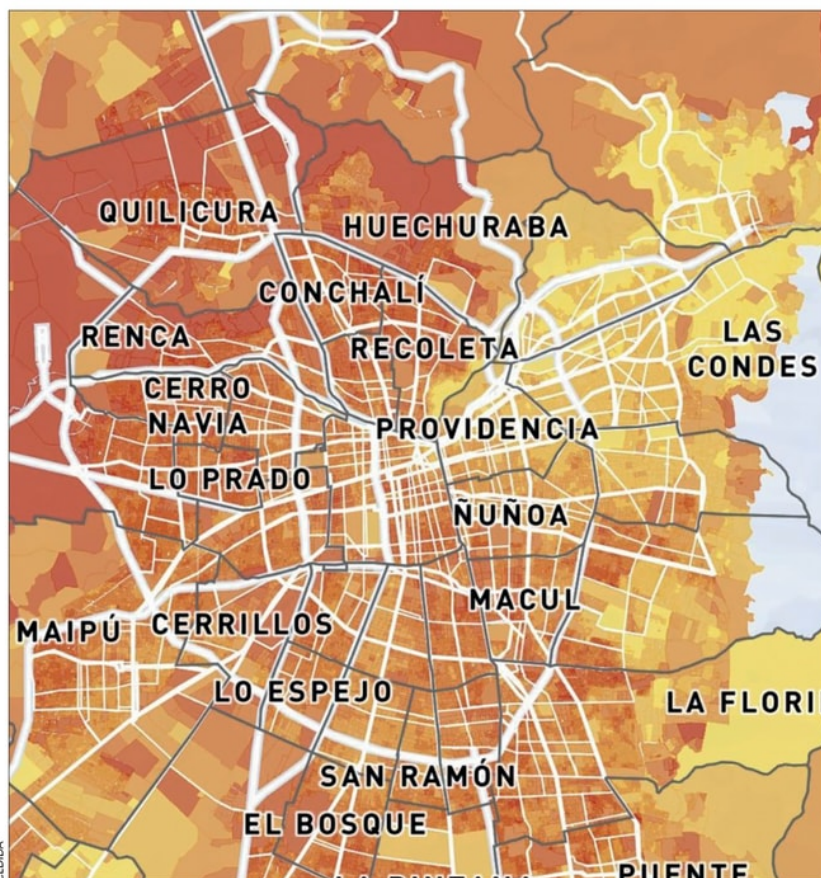 QUILICURA
HUECHURABA
CONCHALÍ
RENCA
RECOLETA
LAS
CONDES
CERRO
NAVIA
PROVIDENCIA
LO PRADO
ÑUÑOA
MACUL
MAIPÚ
CERRILLOS
LO ESPEJO
LA FLORI
SAN RAMÓN
EL BOSQUE
PUENTE